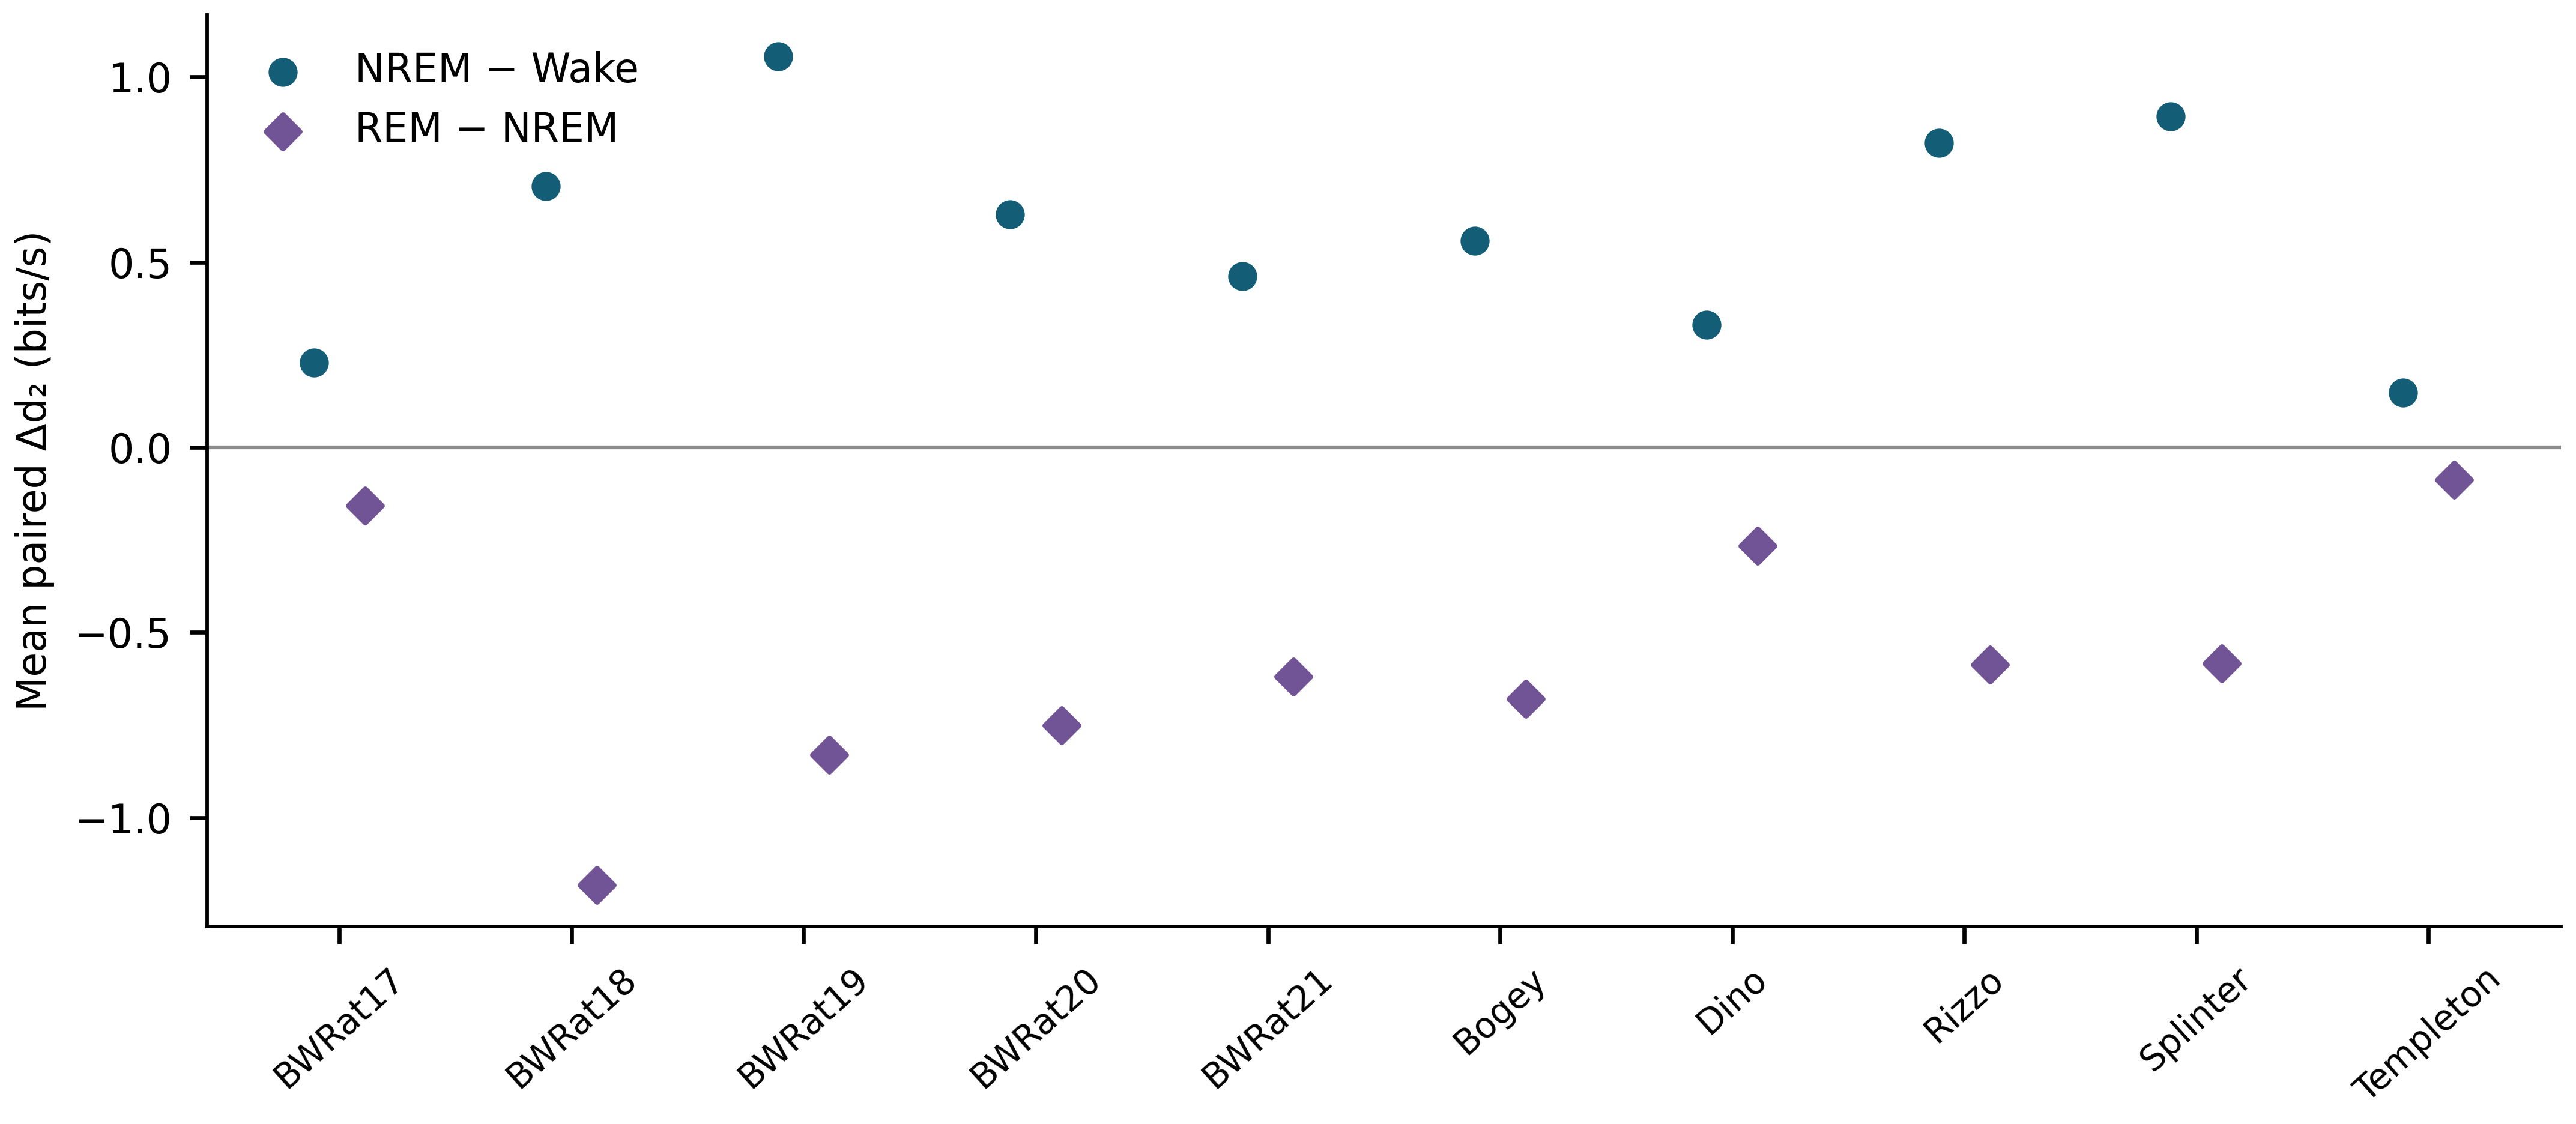 NREM − Wake
REM − NREM
Mean paired Δd₂ (bits/s)
1.0
0.5
0.0
−0.5
−1.0
BWRat17
BWRat18
BWRat19
BWRat20
BWRat21
Bogey
Dino
Rizzo
Splinter
Templeton